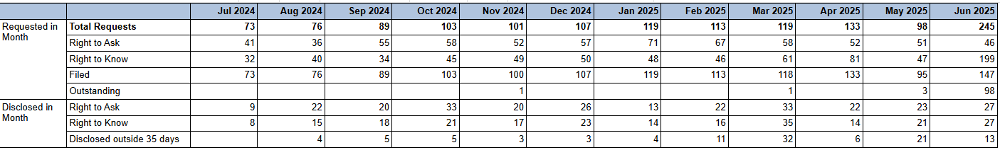 Jul 2024 Aug 2024 Sep 2024 Oct 2024 Nov 2024 Dec 2024 Jan 2025 Feb 2025 Mar 2025 Apr 2025 May 2025 Jun 2025
Requested in Month Total Requests 73 76 89 103 101 107 119 113 119 133 98 245
Right to Ask 41 36 55 58 52 57 71 67 58 52 51 46
Right to Know 32 40 34 45 49 50 48 46 61 81 47 199
Filed 73 76 89 103 100 107 119 113 118 133 95 147
Outstanding 1 1 3 98
Disclosed in Month Right to Ask 9 22 20 33 20 26 13 22 33 22 23 27
Right to Know 8 15 18 21 17 23 14 16 35 14 21 27
Disclosed outside 35 days 4 5 5 3 3 4 11 32 6 21 13